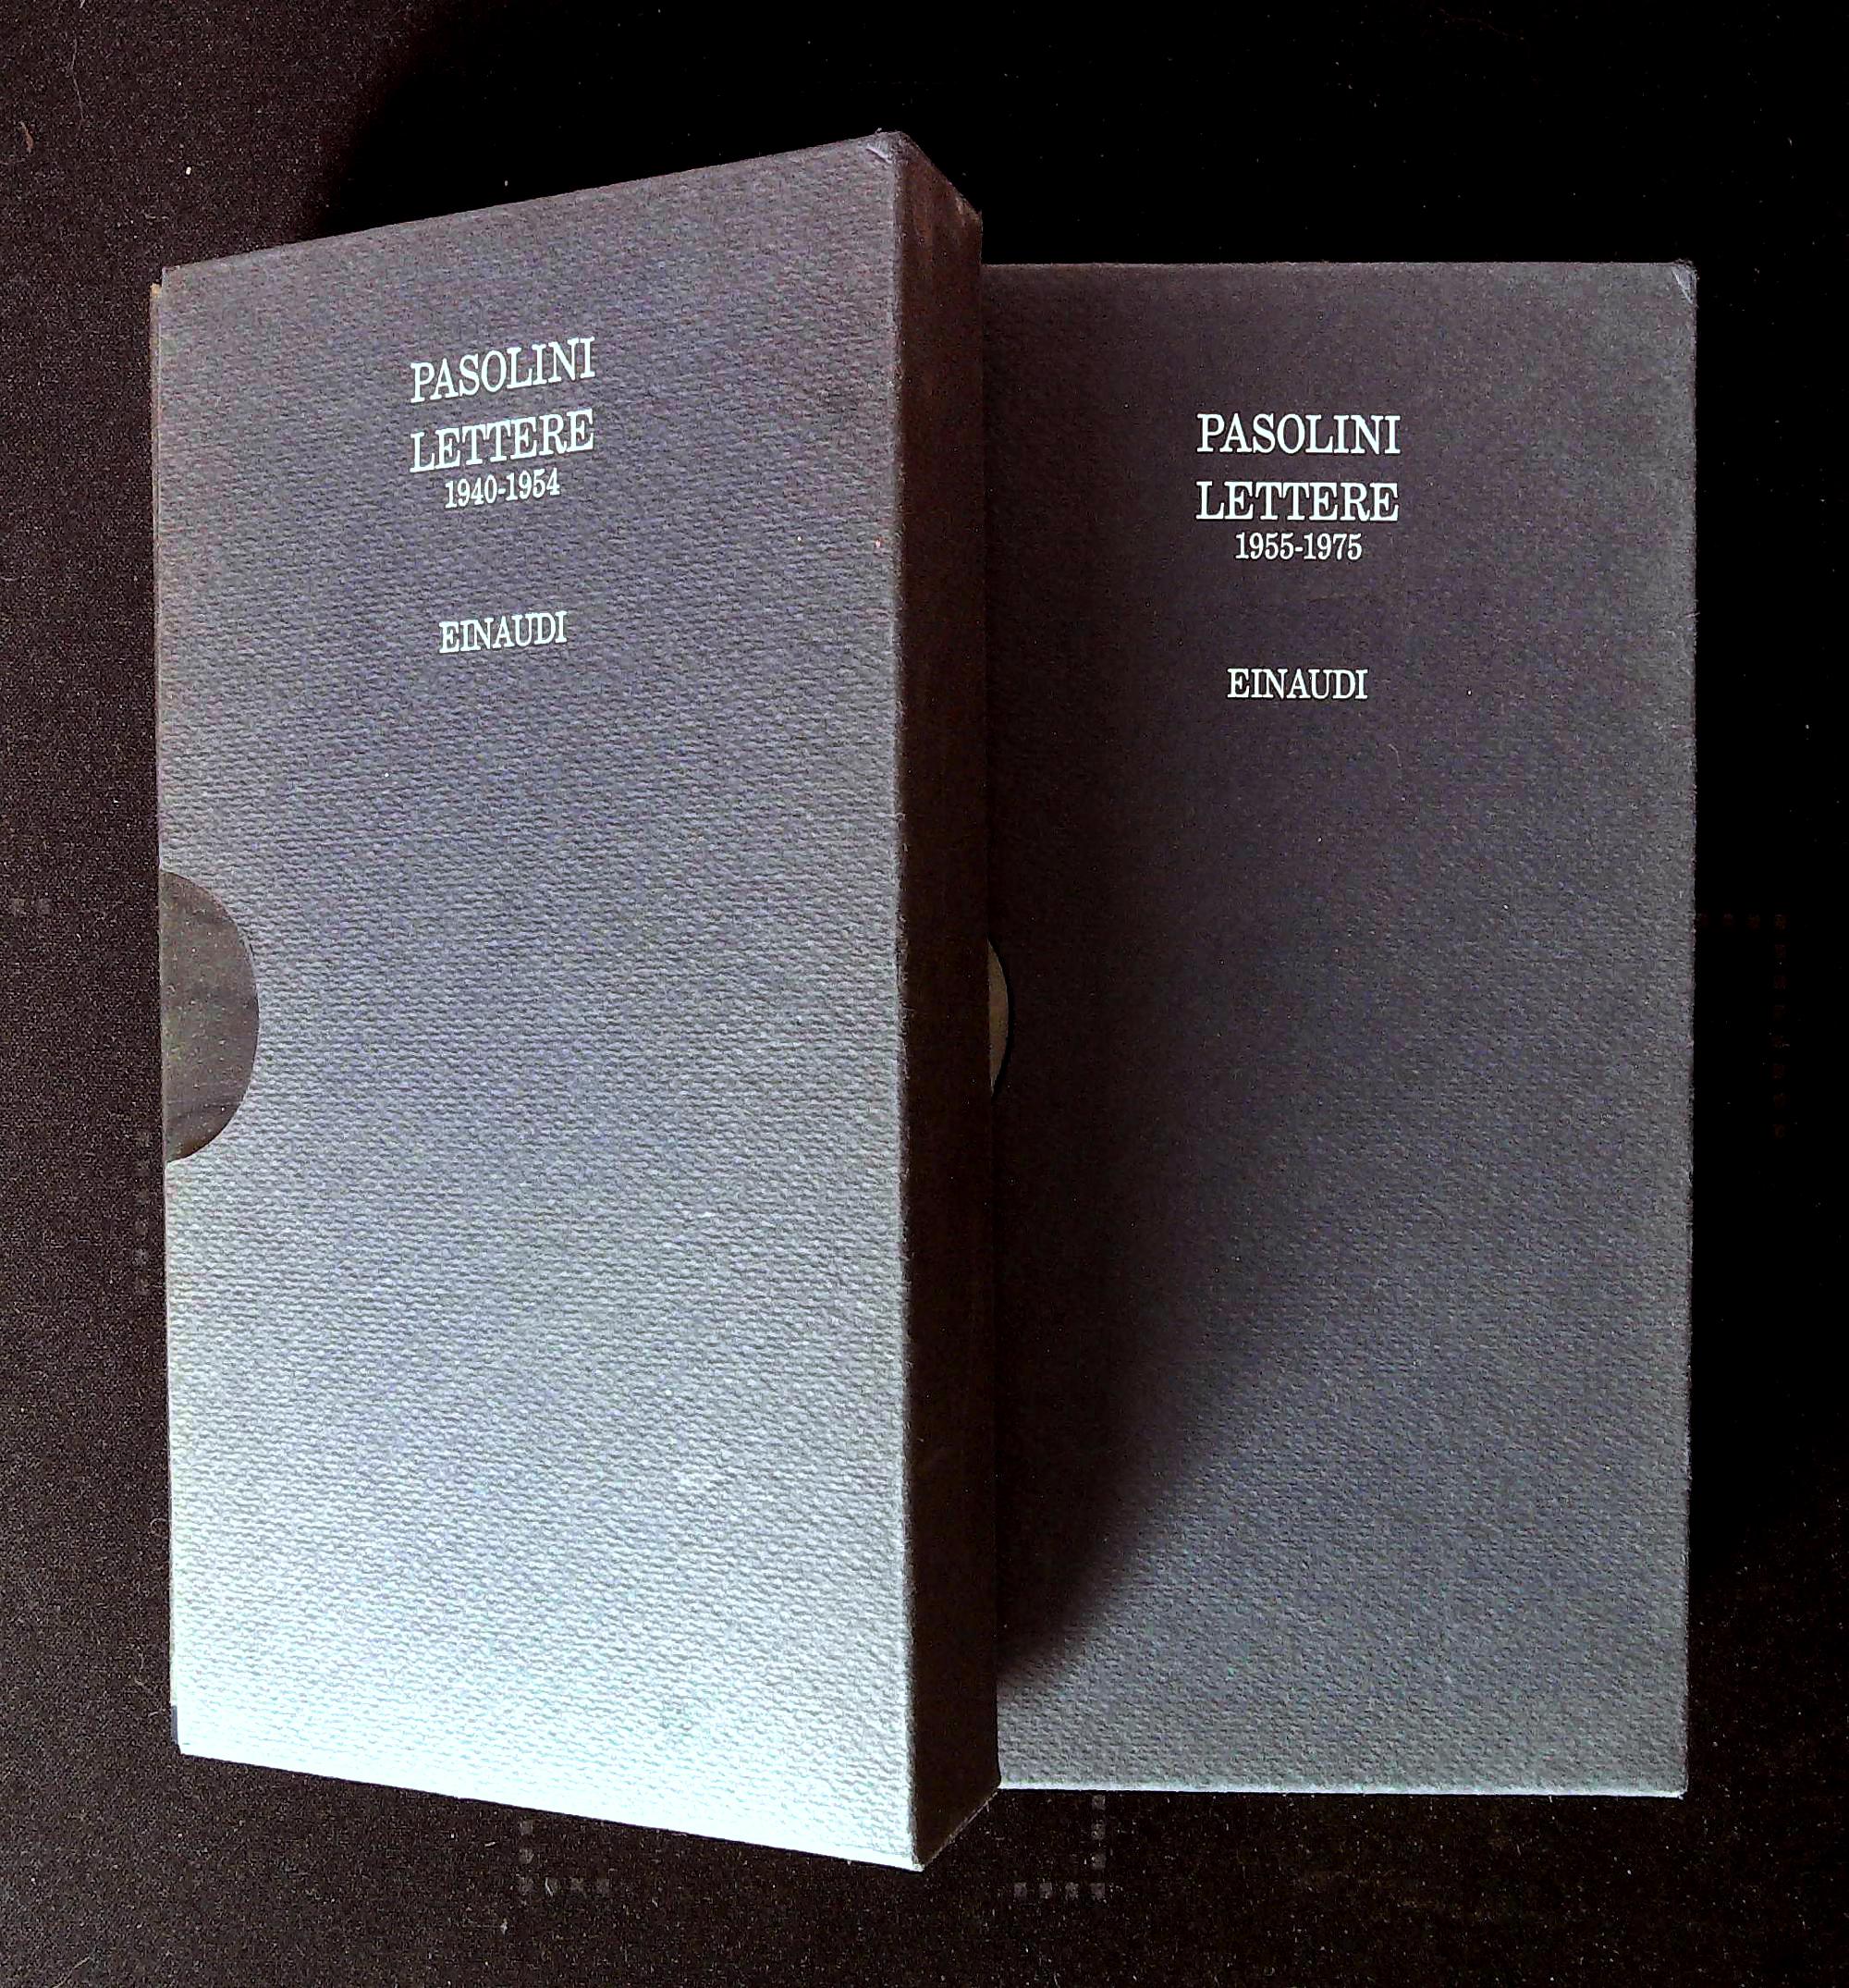 PASOLINI
LETTERE
1940-1954
EINAUDI
PASOLINI
LETTERE
1955-1975
EINAUDI